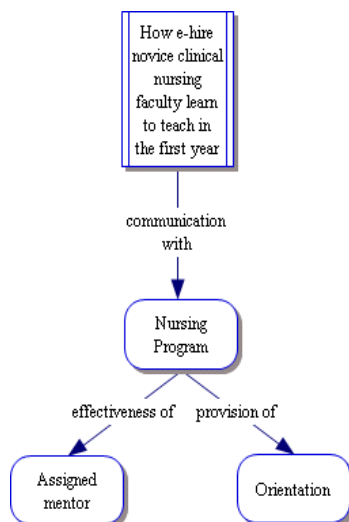 How e-hire
novice clinical
nursing
faculty learn
to teach in
the first year
communication
with
Nursing
Program
effectiveness of
provision of
Assigned
mentor
Orientation